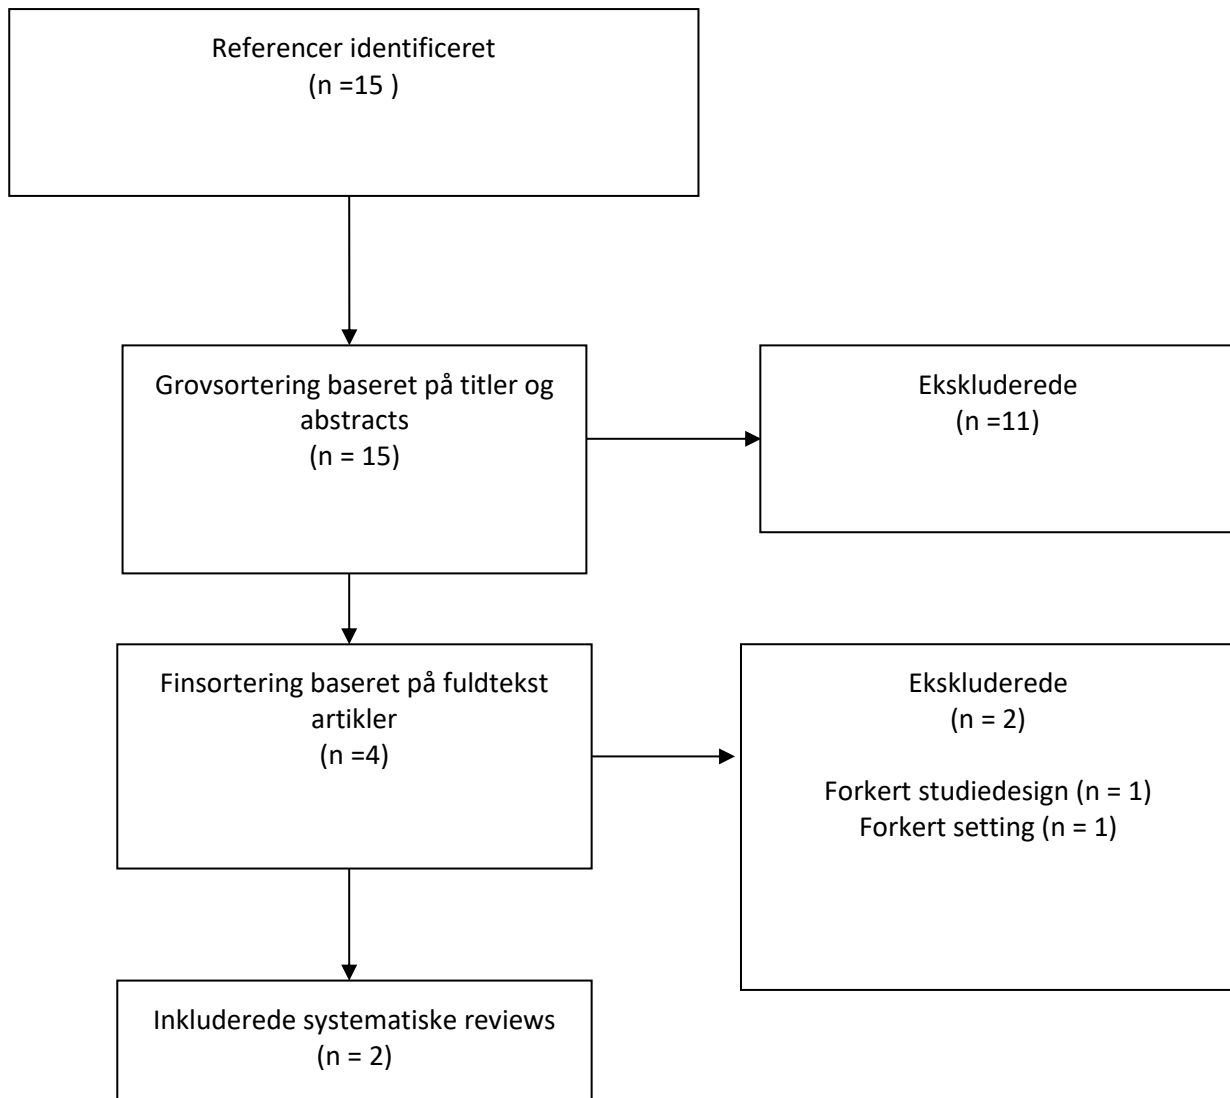 Referencer identificeret
(n =15 )
Grovsortering baseret på titler og
abstracts
(n = 15)
Ekskluderede
(n =11)
Finsortering baseret på fuldtekst
artikler
(n =4)
Ekskluderede
(n = 2)
Forkert studiedesign (n = 1)
Forkert setting (n = 1)
Inkluderede systematiske reviews
(n = 2)